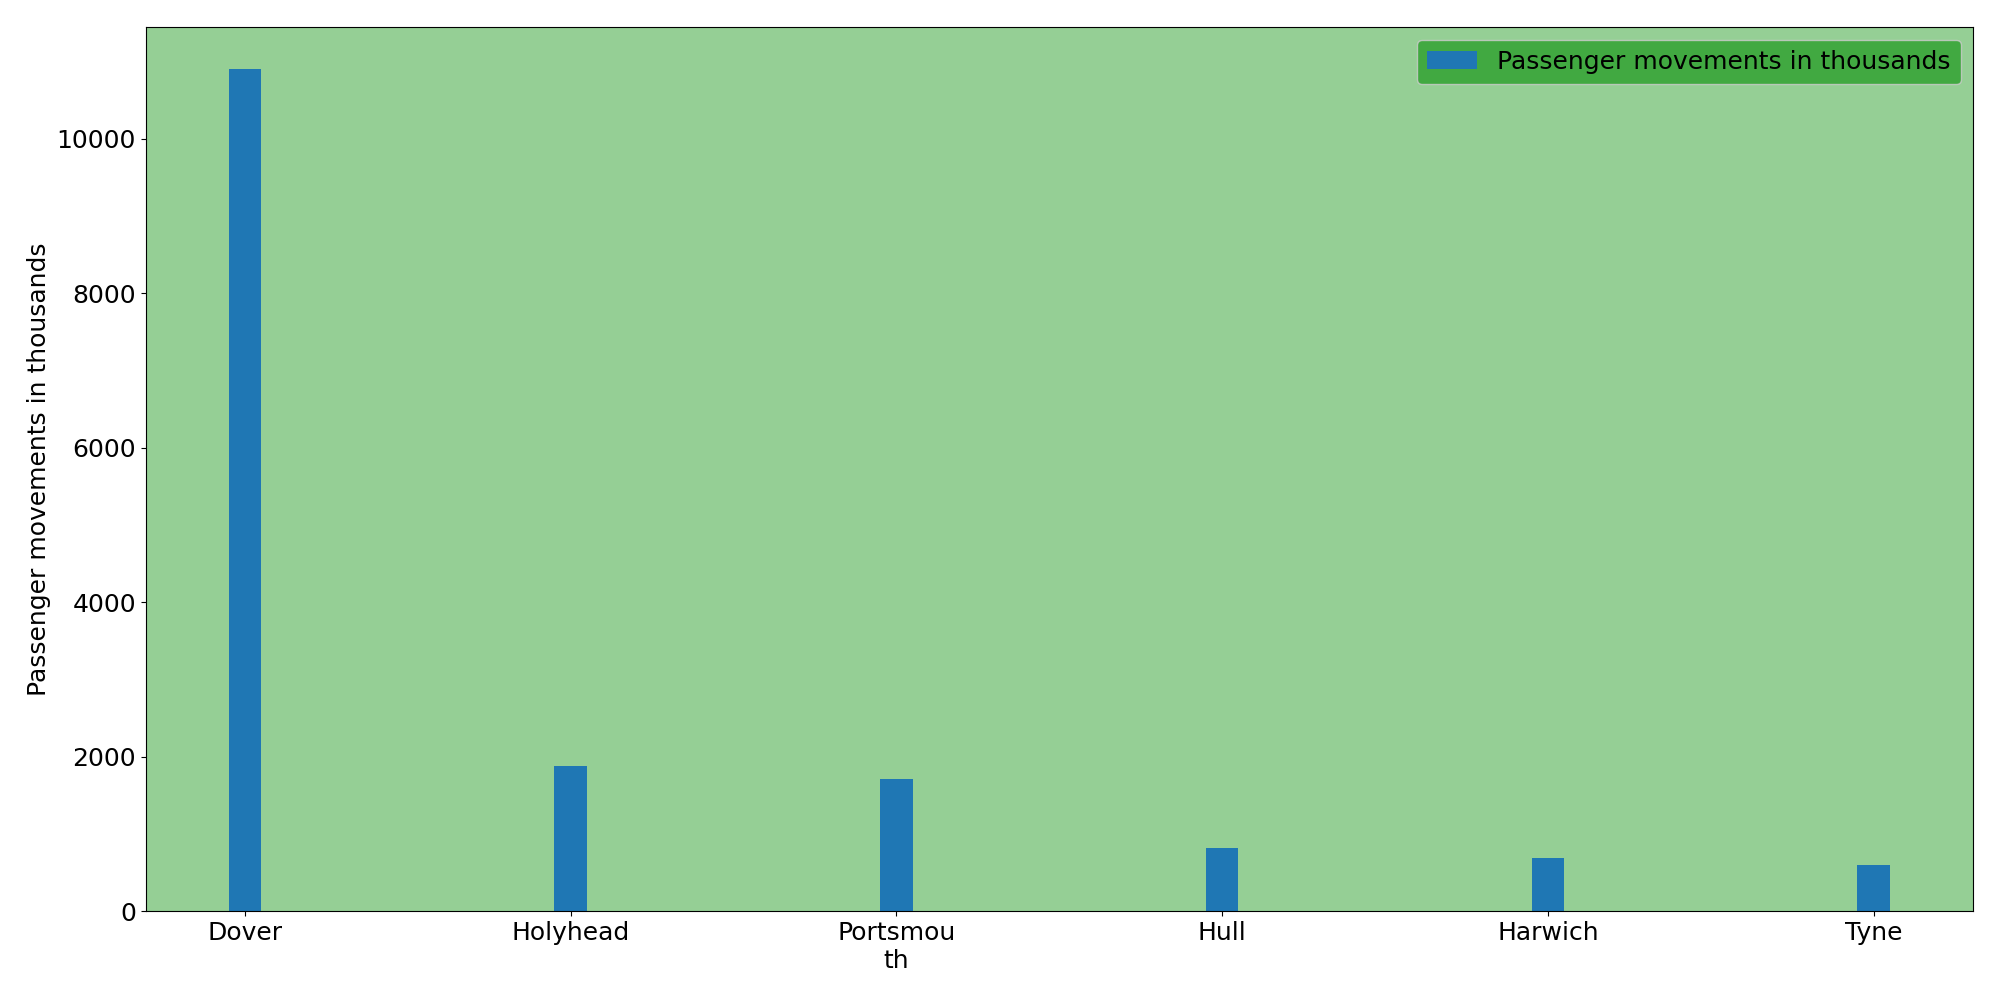 Passenger movements in thousands
10000
8000
6000
4000
2000
0
Passenger movements in thousands
Dover
Holyhead
Portsmou
th
Hull
Harwich
Tyne